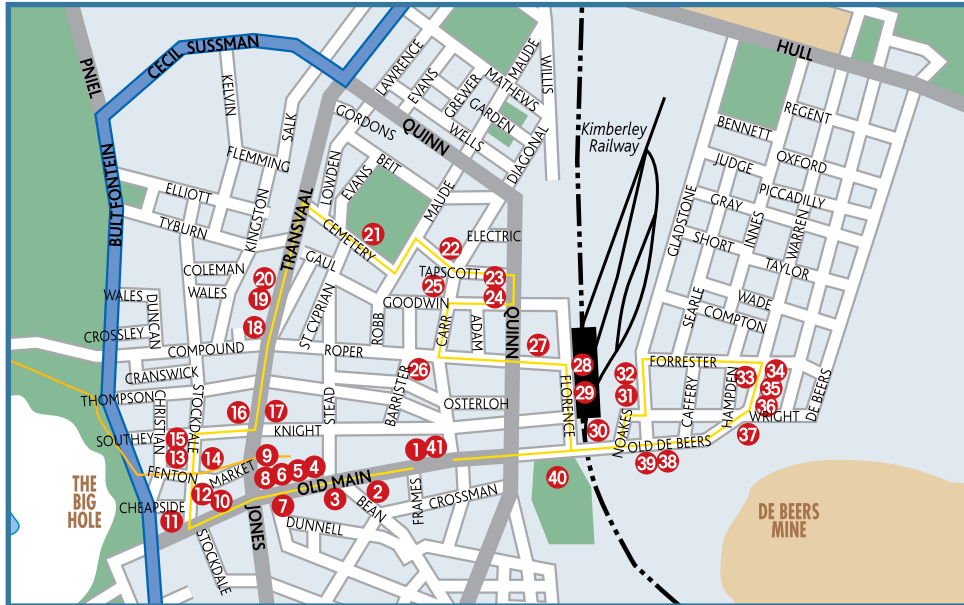 PNIEL
CECIL SUSSMAN
KELVIN
SALK
LAWRENCE
EVANS
GREWER
MAUDE
MATHEWS
GARDEN
WILLIS
HULL
GORDONS
QUINN
WELLS
DIAGONAL
Kimberley
Railway
REGENT
BENNETT
OXFORD
JUDGE
PICCADILLY
GRAY
INNES
WARREN
SHORT
TAYLOR
GLADSTONE
SEARLE
WADE
COMPTON
BULTFONTEIN
FLEMMING
LOWDEN
EVANS
BEIT
MAUDE
ELLIOTT
TYBURN
KINGSTON
TRANSVAAL
CEMETERY
21
22
ELECTRIC
GAUL
COLEMAN
20
TAPSCOTT
23
25
24
WALES
WALES
19
ST CYPRIAN
ROBB
GOODWIN
CARR
ADAM
QUINN
DUNCAN
CROSSLEY
18
COMPOUND
ROPER
27
28
FORRESTER
CRANSWICK
26
32
33
34
35
29
31
36
THOMPSON
CHRISTIAN
STOCKDALE
STEAD
BARRISTER
OSTERLOH
FLORENCE
NOAKES
CAFFERY
HAMPDEN
WRIGHT
DE BEERS
16
17
KNIGHT
30
37
SOUTHEY
15
13
14
9
1
41
OLD DE BEERS
39
38
FENTON
MARKET
8
6
5
4
40
OLD MAIN
THE
BIG
HOLE
12
10
7
3
2
BEAN
FRAMES
CROSSMAN
CHEAPSIDE
11
JONES
DUNNELL
STOCKDALE
DE BEERS
MINE